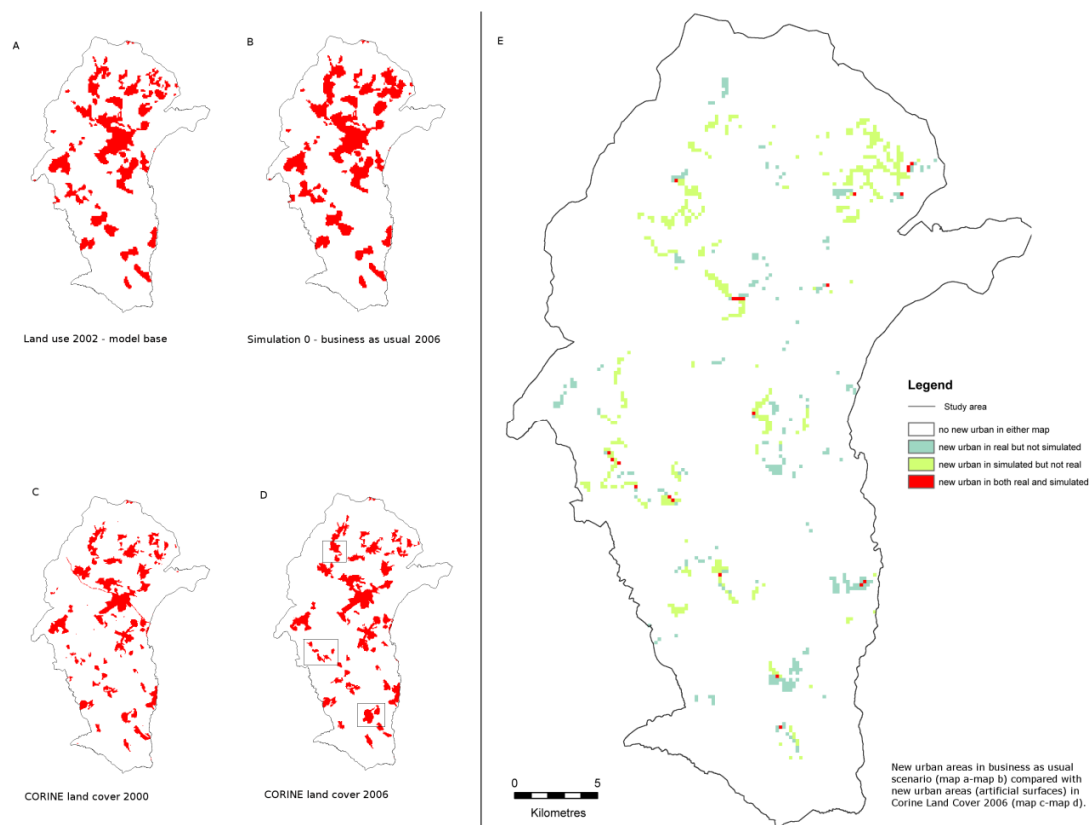 A
B
Land use 2002 - model base
Simulation 0 - business as usual 2006
C
D
CORINE land cover 2000
CORINE land cover 2006
E
Legend
Study area
no new urban in either map
new urban in real but not simulated
new urban in simulated but not real
new urban in both real and simulated
0 5
Kilometres
New urban areas in business as usual
scenario (map a-map b) compared with
new urban areas (artificial surfaces) in
Corine Land Cover 2006 (map c-map d).